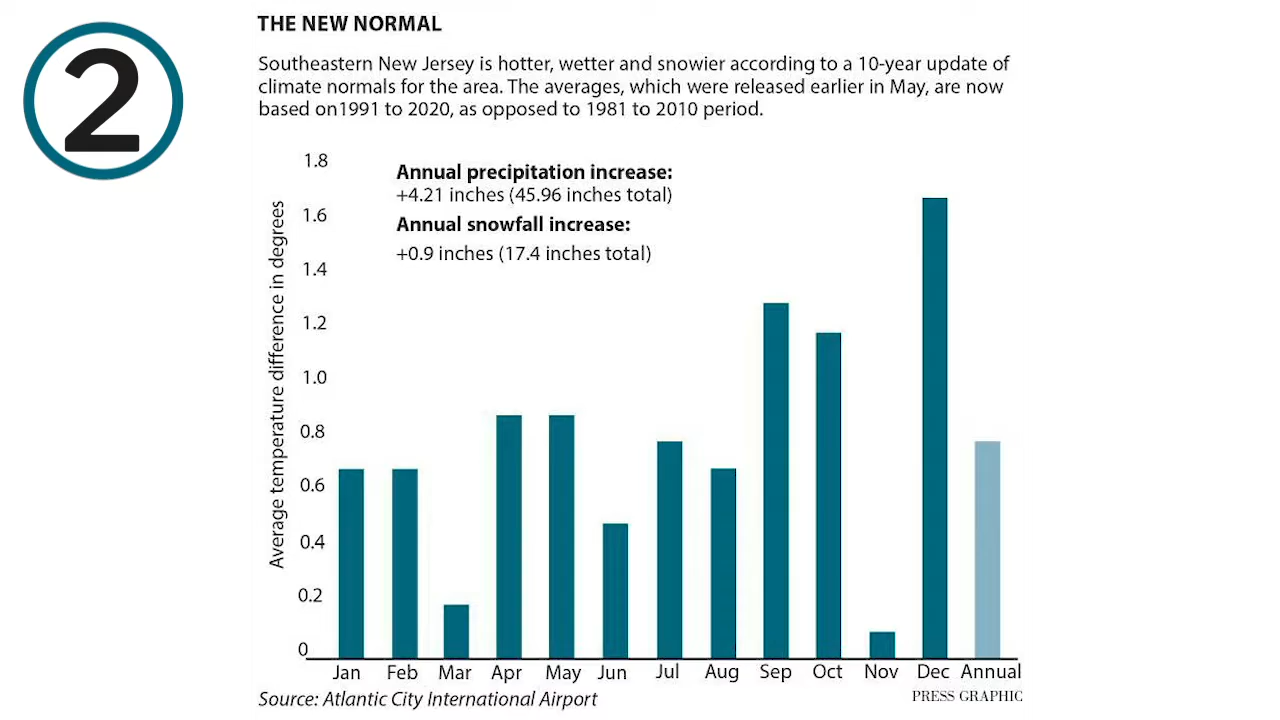 2
THE NEW NORMAL
Southeastern New Jersey is hotter, wetter and snowier according to a 10-year update of
climate normals for the area. The averages, which were released earlier in May, are now
based on1991 to 2020, as opposed to 1981 to 2010 period.
Annual precipitation increase:
+4.21 inches (45.96 inches total)
Annual snowfall increase:
+0.9 inches (17.4 inches total)
Average temperature difference in degrees
1.8
1.6
1.4
1.2
1.0
0.8
0.6
0.4
0.2
0
Jan Feb Mar Apr May Jun Jul Aug Sep Oct Nov Dec Annual
Source: Atlantic City International Airport
PRESS GRAPHIC